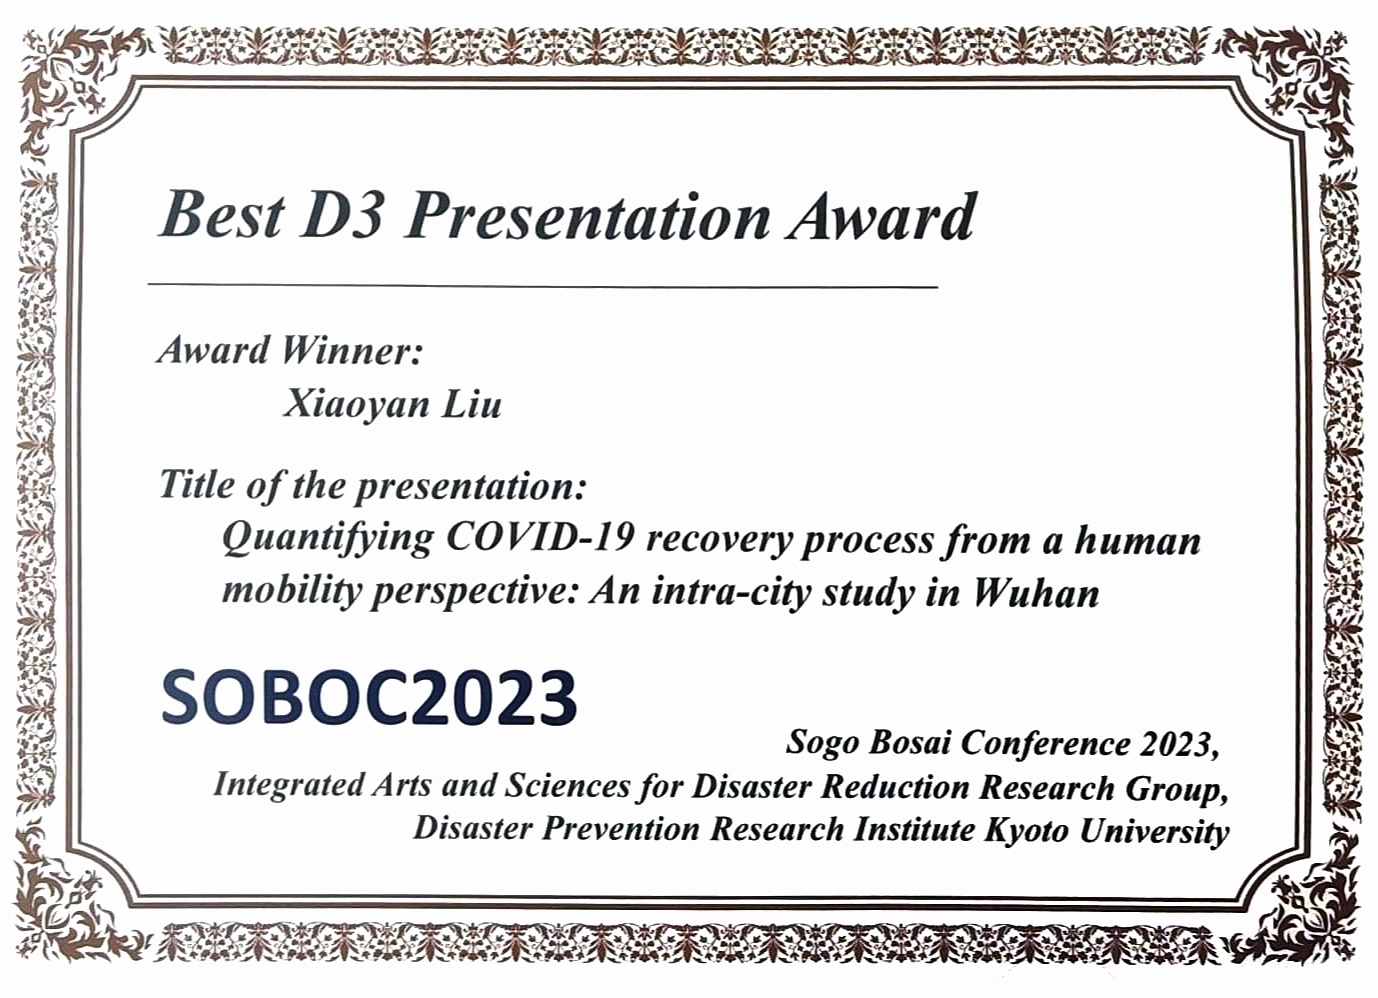 Best D3 Presentation Award
Award Winner:
Xiaoyan Liu
Title of the presentation:
Quantifying COVID-19 recovery process from a human
mobility perspective: An intra-city study in Wuhan
SOBOC2023
Sogo Bosai Conference 2023,
Integrated Arts and Sciences for Disaster Reduction Research Group,
Disaster Prevention Research Institute Kyoto University